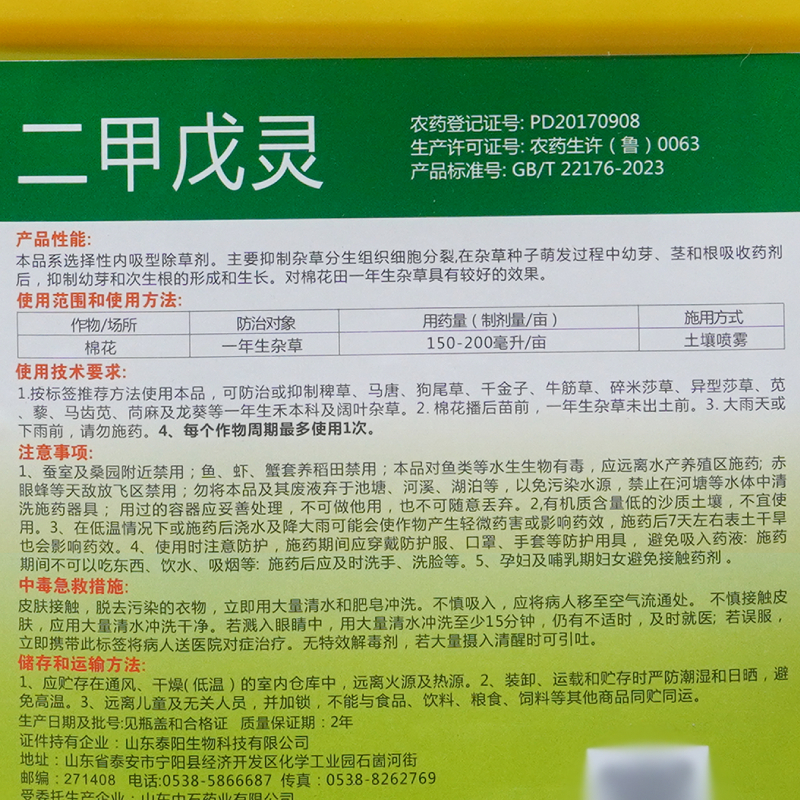 二甲戊灵
农药登记证号: PD20170908
生产许可证号: 农药生许（鲁）0063
产品标准号: GB/T 22176-2023
产品性能:
本品系选择性内吸型除草剂。主要抑制杂草分生组织细胞分裂,在杂草种子萌发过程中幼芽、茎和根吸收药剂
后，抑制幼芽和次生根的形成和生长。对棉花田一年生杂草具有较好的效果。
使用范围和使用方法:
作物/场所 防治对象 用药量（制剂量/亩） 施用方式
棉花 一年生杂草 150-200毫升/亩 土壤喷雾
使用技术要求:
1.按标签推荐方法使用本品，可防治或抑制稗草、马唐、狗尾草、千金子、牛筋草、碎米莎草、异型莎草、苋
、藜、马齿苋、苘麻及龙葵等一年生禾本科及阔叶杂草。2. 棉花播后苗前，一年生杂草未出土前。3. 大雨天或
下雨前，请勿施药。4、每个作物周期最多使用1次。
注意事项:
1、蚕室及桑园附近禁用；鱼、虾、蟹套养稻田禁用；本品对鱼类等水生生物有毒，应远离水产养殖区施药; 赤
眼蜂等天敌放飞区禁用；勿将本品及其废液弃于池塘、河溪、湖泊等，以免污染水源，禁止在河塘等水体中清
洗施药器具；用过的容器应妥善处理，不可做他用，也不可随意丢弃。2,有机质含量低的沙质土壤，不宜使
用。3、在低温情况下或施药后浇水及降大雨可能会使作物产生轻微药害或影响药效，施药后7天左右表土干旱
也会影响药效。4、使用时注意防护，施药期间应穿戴防护服、口罩、手套等防护用具，避免吸入药液: 施药
期间不可以吃东西、饮水、吸烟等: 施药后应及时洗手、洗脸等。5、孕妇及哺乳期妇女避免接触药剂 。
中毒急救措施:
皮肤接触，脱去污染的衣物，立即用大量清水和肥皂冲洗。不慎吸入，应将病人移至空气流通处。 不慎接触皮
肤，应用大量清水冲洗干净。若溅入眼睛中，用大量清水冲洗至少15分钟，仍有不适时，及时就医; 若误服，
立即携带此标签将病人送医院对症治疗。无特效解毒剂，若大量摄入清醒时可引吐。
储存和运输方法:
1、应贮存在通风、干燥(低温）的室内仓库中，远离火源及热源。2、装卸、运载和贮存时严防潮湿和日晒，避
免高温。3、远离儿童及无关人员，并加锁，不能与食品、饮料、粮食、饲料等其他商品同贮同运。
生产日期及批号:见瓶盖和合格证 质量保证期：2年
证件持有企业：山东泰阳生物科技有限公司
地址：山东省泰安市宁阳县经济开发区化学工业园石崮河街
邮编：271408 电话:0538-5866687 传真：0538-8262769
受委托生产企业：山东中石药业有限公司